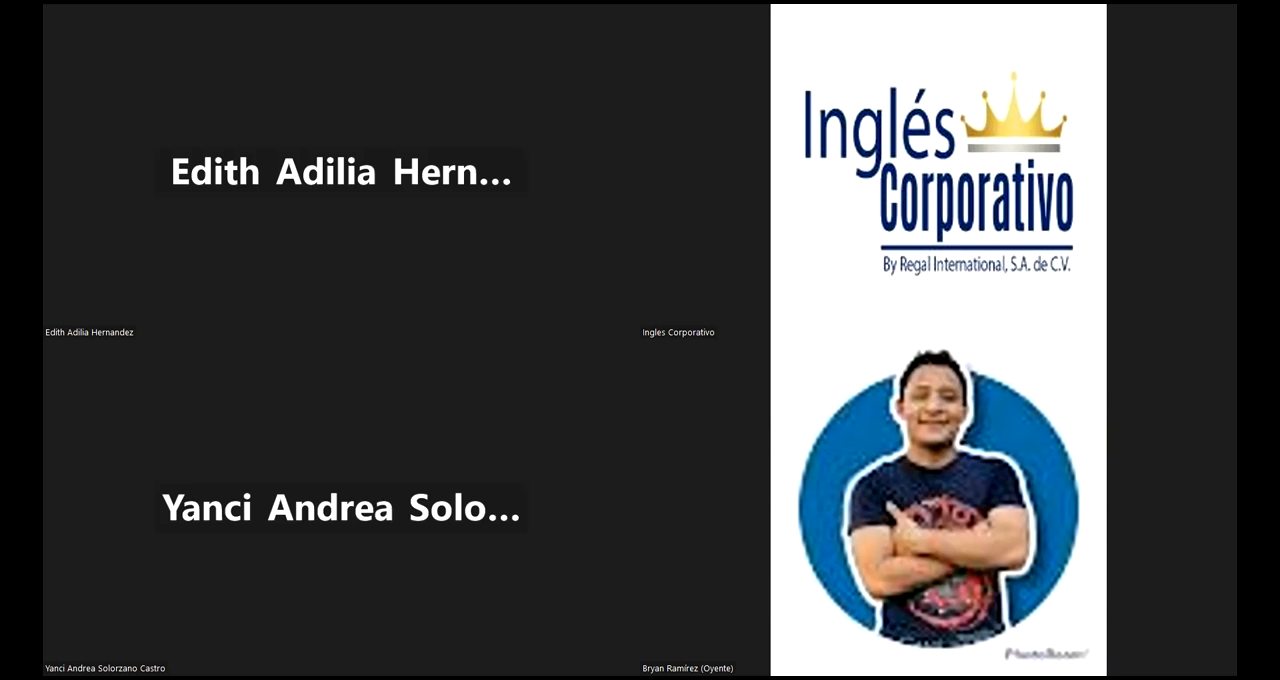 Edith Adilia Hern...
Edith Adilia Hernandez
Inglés
Corporativo
By Regal International, S.A. de C.V.
Ingles Corporativo
Yanci Andrea Solo...
Yanci Andrea Solorzano Castro
PhotoRoom
Bryan Ramírez (Oyente)